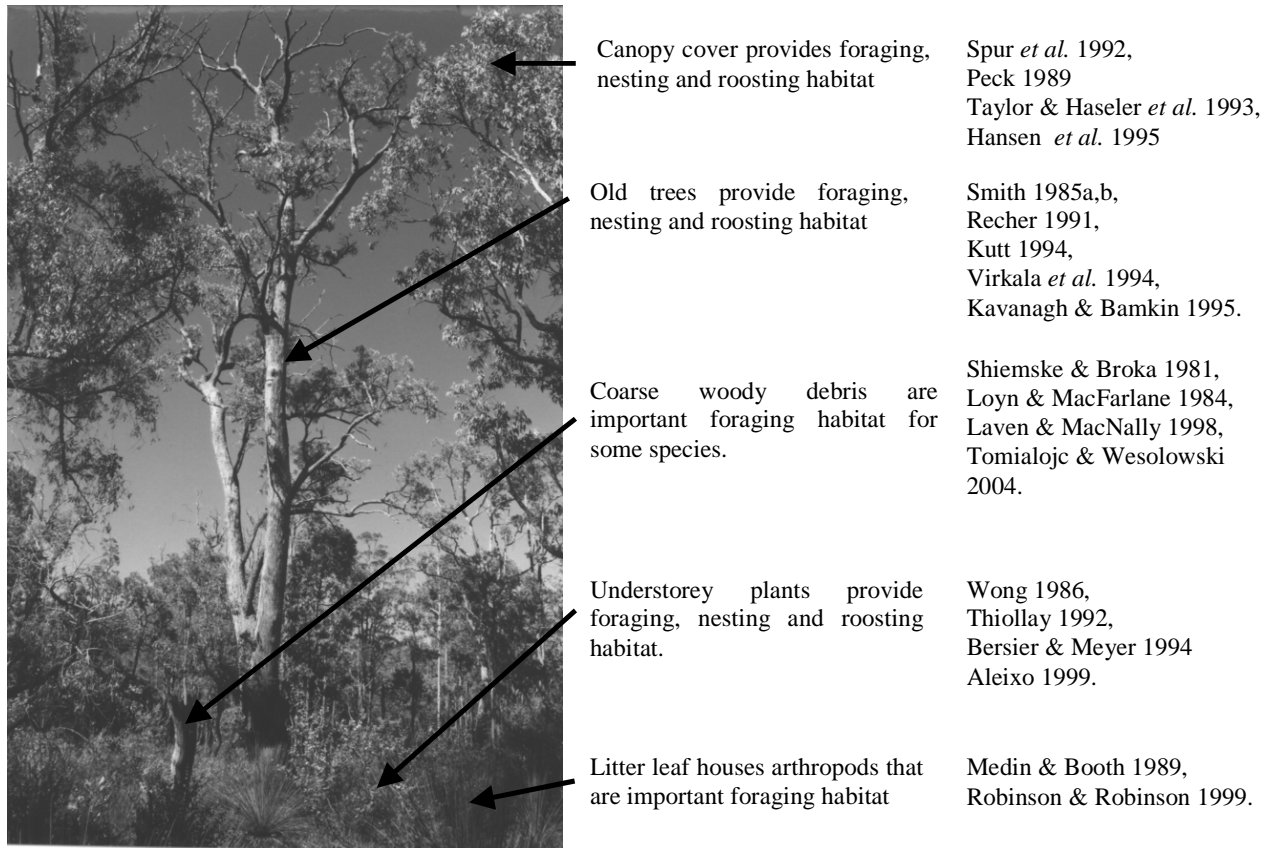 Canopy cover provides foraging,
nesting and roosting habitat
Spur et al. 1992,
Peck 1989
Taylor & Haseler et al. 1993,
Hansen et al. 1995
Old trees provide foraging,
nesting and roosting habitat
Smith 1985a,b,
Recher 1991,
Kutt 1994,
Virkala et al. 1994,
Kavanagh & Bamkin 1995.
Coarse woody debris are
important foraging habitat for
some species.
Shiemske & Broka 1981,
Loyn & MacFarlane 1984,
Laven & MacNally 1998,
Tomialojc & Wesolowski
2004.
Understorey plants provide
foraging, nesting and roosting
habitat.
Wong 1986,
Thiollay 1992,
Bersier & Meyer 1994
Aleixo 1999.
Litter leaf houses arthropods that
are important foraging habitat
Medin & Booth 1989,
Robinson & Robinson 1999.